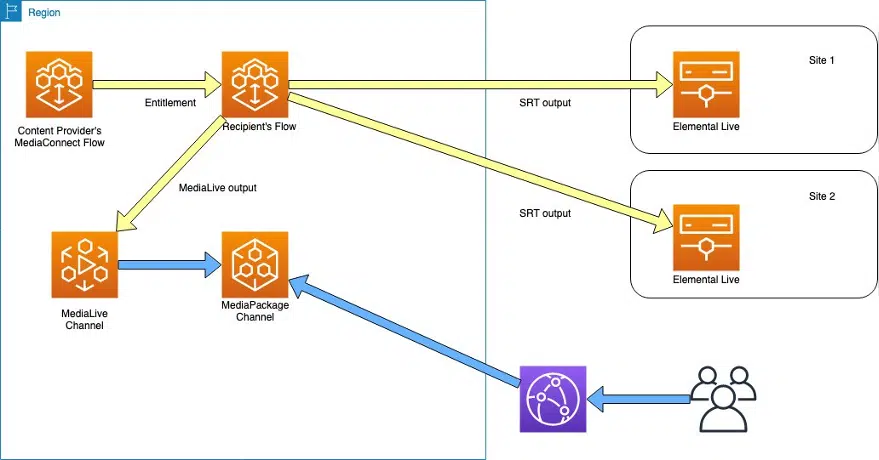 Region
Site 1
Entitlement
SRT output
Content Provider's
MediaConnect Flow
Recipient's Flow
Elemental Live
MediaLive output
Site 2
SRT output
Elemental Live
MediaLive
Channel
MediaPackage
Channel